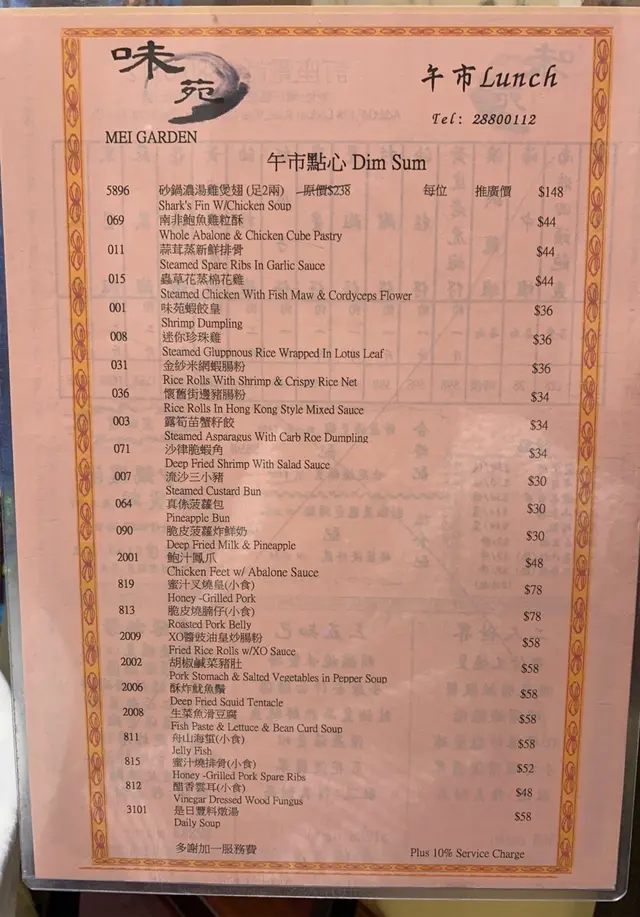 味苑
午市 Lunch
Tel: 28800112
MEI GARDEN
午市點心 Dim Sum
5896 砂鍋濃湯雞煲翅 (足2兩) 原價$238 每位 推廣價 $148
Shark's Fin W/Chicken Soup
069 南非鮑魚雞粒酥 $44
Whole Abalone & Chicken Cube Pastry
011 蒜茸蒸新鮮排骨 $44
Steamed Spare Ribs In Garlic Sauce
015 蟲草花蒸棉花雞 $44
Steamed Chicken With Fish Maw & Cordyceps Flower
001 味苑蝦餃皇 $36
Shrimp Dumpling
008 迷你珍珠雞 $36
Steamed Gluppnous Rice Wrapped In Lotus Leaf
031 金紗米網蝦腸粉 $36
Rice Rolls With Shrimp & Crispy Rice Net
036 懷舊街邊豬腸粉 $34
Rice Rolls In Hong Kong Style Mixed Sauce
003 露筍苗蟹籽餃 $34
Steamed Asparagus With Carb Roe Dumpling
071 沙律脆蝦角 $34
Deep Fried Shrimp With Salad Sauce
007 流沙三小豬 $30
Steamed Custard Bun
064 真係菠蘿包 $30
Pineapple Bun
090 脆皮菠蘿炸鮮奶 $30
Deep Fried Milk & Pineapple
2001 鮑汁鳳爪 $48
Chicken Feet w/ Abalone Sauce
819 蜜汁叉燒皇(小食) $78
Honey -Grilled Pork
813 脆皮燒腩仔(小食) $78
Roasted Pork Belly
2009 XO醬豉油皇炒腸粉 $58
Fried Rice Rolls w/XO Sauce
2002 胡椒鹹菜豬肚 $58
Pork Stomach & Salted Vegetables in Pepper Soup
2006 酥炸魷魚鬚 $58
Deep Fried Squid Tentacle
2008 生菜魚滑豆腐 $58
Fish Paste & Lettuce & Bean Curd Soup
811 舟山海蜇(小食) $58
Jelly Fish
815 蜜汁燒排骨(小食) $52
Honey -Grilled Pork Spare Ribs
812 醋香雲耳(小食) $48
Vinegar Dressed Wood Fungus
3101 是日豐料燉湯 $58
Daily Soup
多謝加一服務費 Plus 10% Service Charge